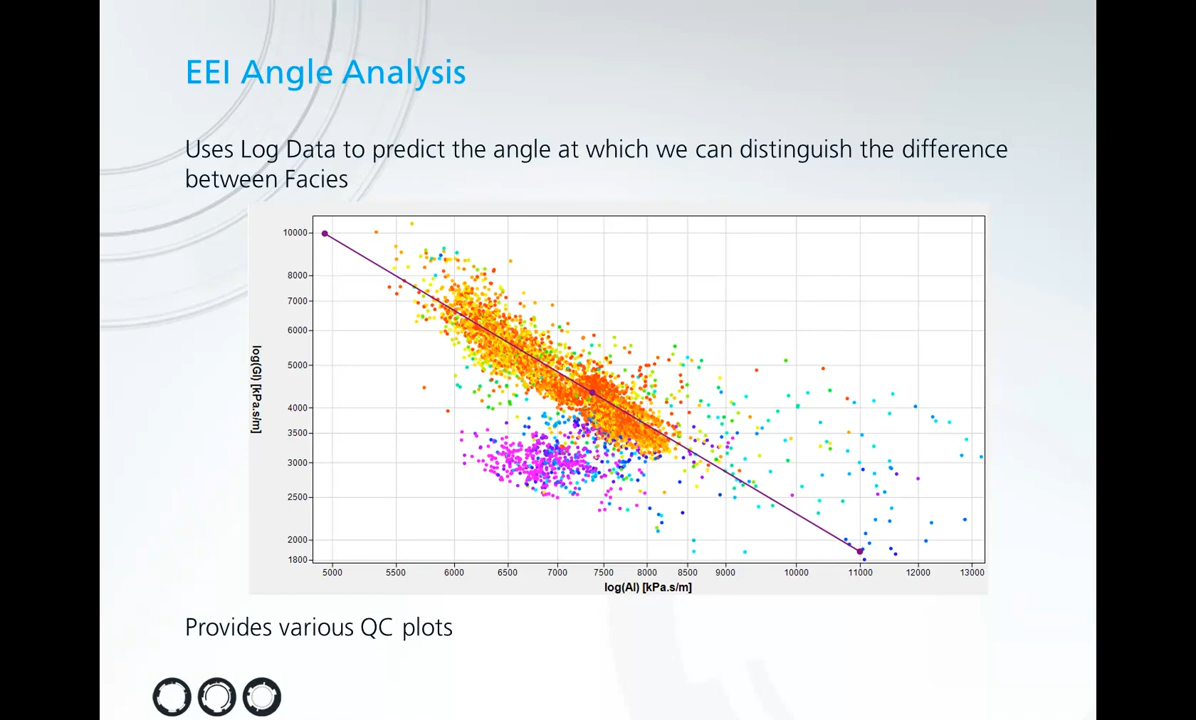 EEI Angle Analysis
Uses Log Data to predict the angle at which we can distinguish the difference
between Facies
10000
8000
7000
6000
5000
4000
3500
3000
2500
2000
1800
log(GI) [kPa.s/m]
5000 5500 6000 6500 7000 7500 8000 8500 9000 10000 11000 12000 13000
log(AI) [kPa.s/m]
Provides various QC plots